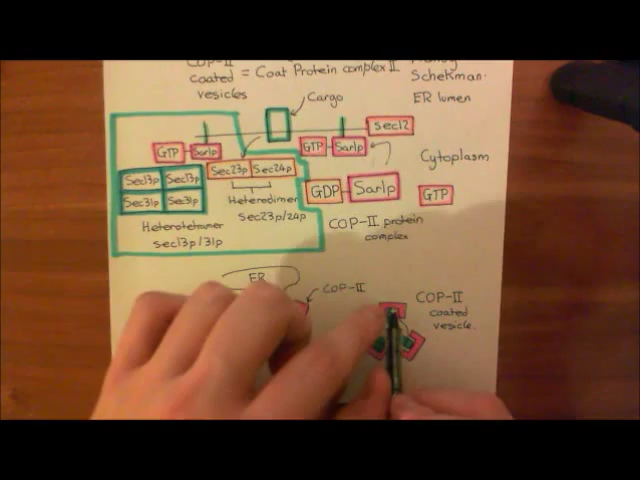 COP-II
coated = Coat Protein complex II
vesicles
Schekman.
Cargo
ER lumen
Sec12
GTP Sar1p
GTP Sar1p
Cytoplasm
Sec13p Sec13p
Sec23p Sec24p
Sec31p Sec31p
GDP Sar1p
GTP
Heterodimer
Sec23p/24p
Heterotetramer
sec13p/31p
COP-II protein
complex
ER
COP-II
COP-II
coated
vesicle.